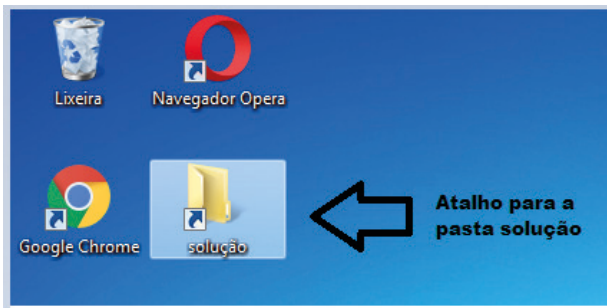 Lixeira
Navegador Opera
Google Chrome
solução
Atalho para a
pasta solução